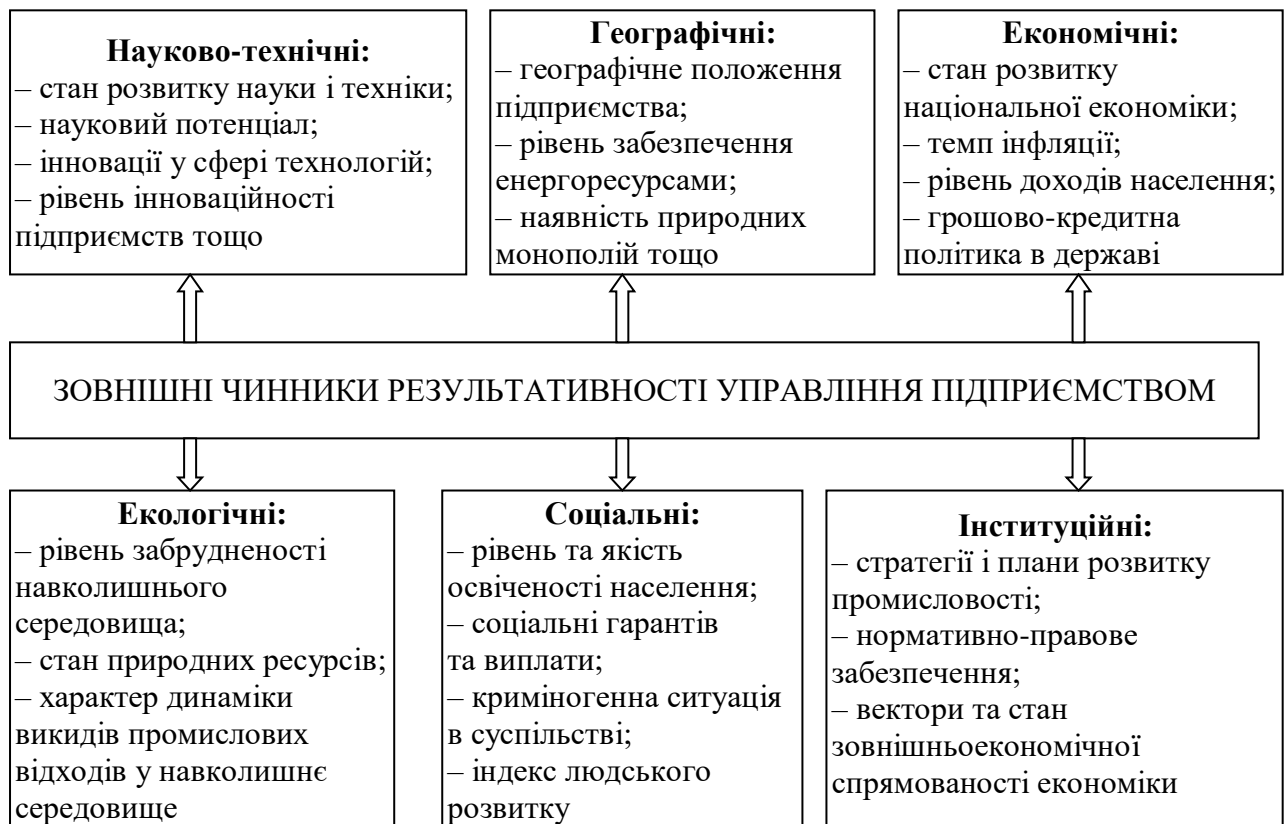 Науково-технічні:
– стан розвитку науки і техніки;
– науковий потенціал;
– інновації у сфері технологій;
– рівень інноваційності
підприємств тощо
Географічні:
– географічне положення
підприємства;
– рівень забезпечення
енергоресурсами;
– наявність природних
монополій тощо
Економічні:
– стан розвитку
національної економіки;
– темп інфляції;
– рівень доходів населення;
– грошово-кредитна
політика в державі
ЗОВНІШНІ ЧИННИКИ РЕЗУЛЬТАТИВНОСТІ УПРАВЛІННЯ ПІДПРИЄМСТВОМ
Екологічні:
– рівень забрудненості
навколишнього
середовища;
– стан природних ресурсів;
– характер динаміки
викидів промислових
відходів у навколишнє
середовище
Соціальні:
– рівень та якість
освіченості населення;
– соціальні гарантів
та виплати;
– криміногенна ситуація
в суспільстві;
– індекс людського
розвитку
Інституційні:
– стратегії і плани розвитку
промисловості;
– нормативно-правове
забезпечення;
– вектори та стан
зовнішньоекономічної
спрямованості економіки